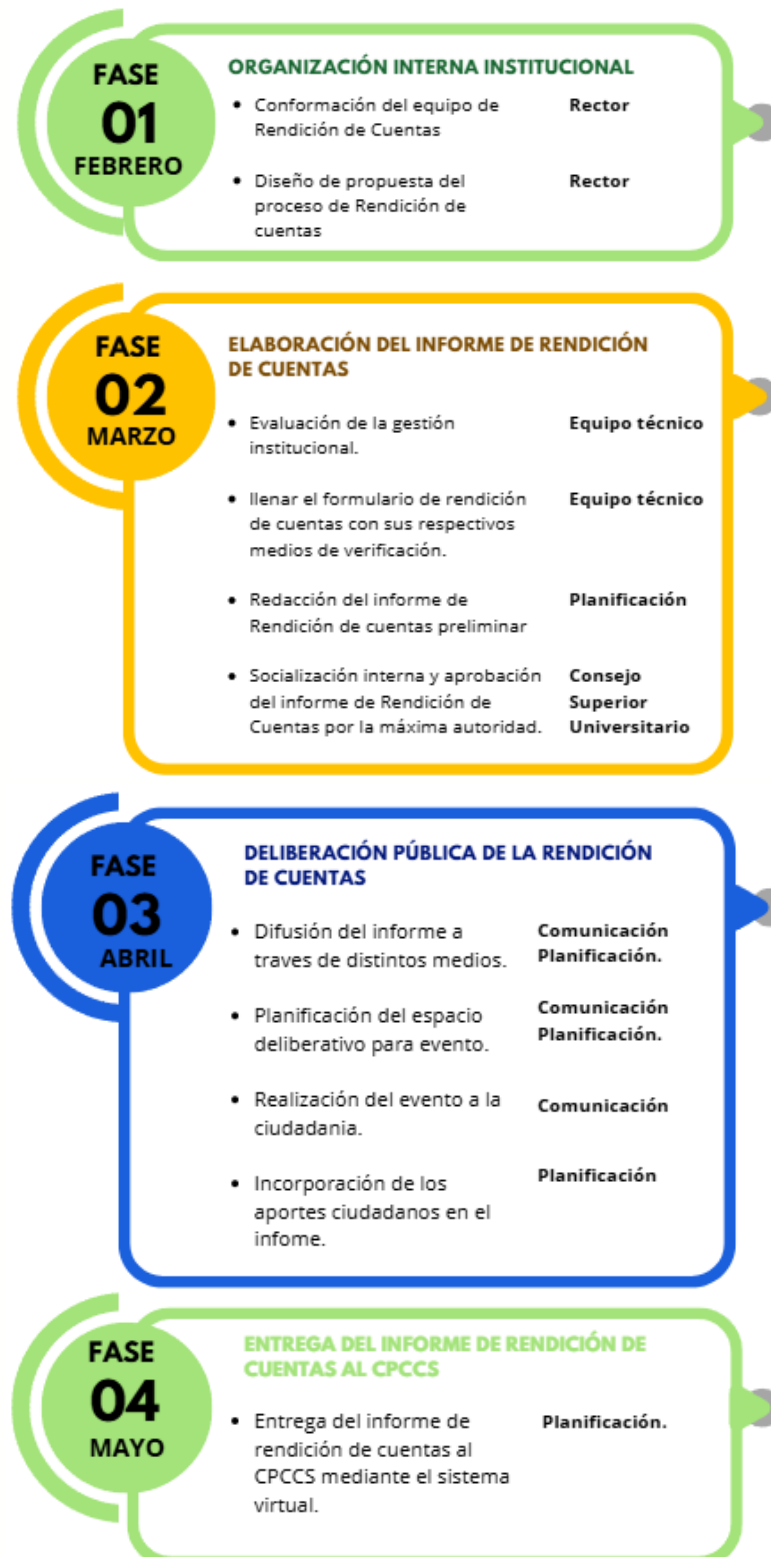 FASE
01
FEBRERO
ORGANIZACIÓN INTERNA INSTITUCIONAL
• Conformación del equipo de Rector
Rendición de Cuentas
• Diseño de propuesta del Rector
proceso de Rendición de
cuentas
FASE
02
MARZO
ELABORACIÓN DEL INFORME DE RENDICIÓN
DE CUENTAS
• Evaluación de la gestión Equipo técnico
institucional.
• llenar el formulario de rendición Equipo técnico
de cuentas con sus respectivos
medios de verificación.
• Redacción del informe de Planificación
Rendición de cuentas preliminar
• Socialización interna y aprobación Consejo
del informe de Rendición de Superior
Cuentas por la máxima autoridad. Universitario
FASE
03
ABRIL
DELIBERACIÓN PÚBLICA DE LA RENDICIÓN
DE CUENTAS
• Difusión del informe a Comunicación
traves de distintos medios. Planificación.
• Planificación del espacio Comunicación
deliberativo para evento. Planificación.
• Realización del evento a la Comunicación
ciudadania.
• Incorporación de los Planificación
aportes ciudadanos en el
infome.
FASE
04
MAYO
ENTREGA DEL INFORME DE RENDICIÓN DE
CUENTAS AL CPCCS
• Entrega del informe de Planificación.
rendición de cuentas al
CPCCS mediante el sistema
virtual.